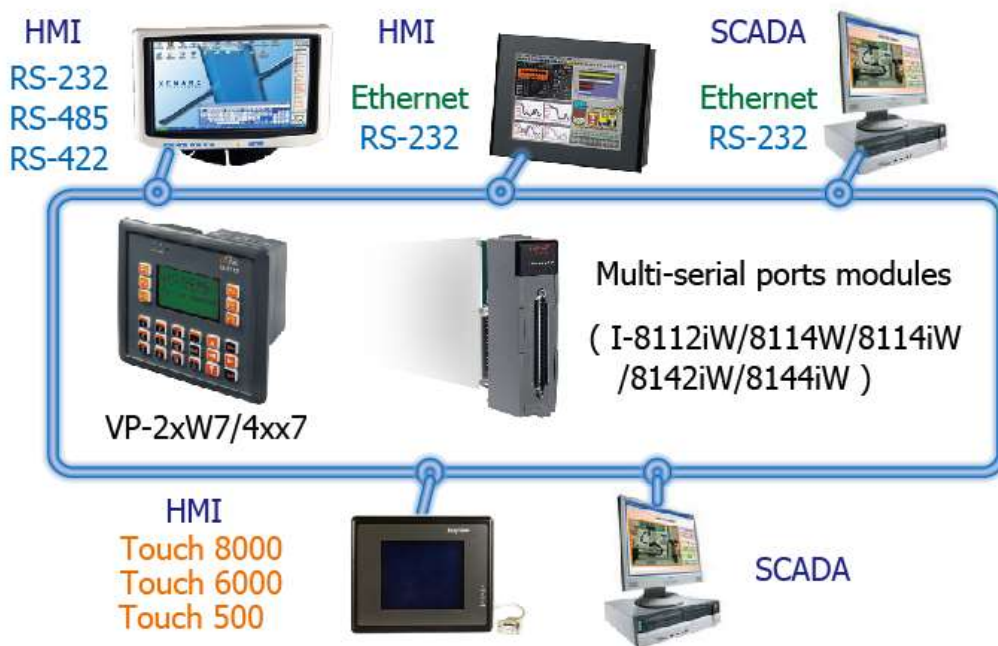 HMI
RS-232
RS-485
RS-422
XENARC
HMI
Ethernet
RS-232
SCADA
Ethernet
RS-232
VP-2xW7/4xx7
Multi-serial ports modules
( I-8112iW/8114W/8114iW
/8142iW/8144iW )
HMI
Touch 8000
Touch 6000
Touch 500
SCADA